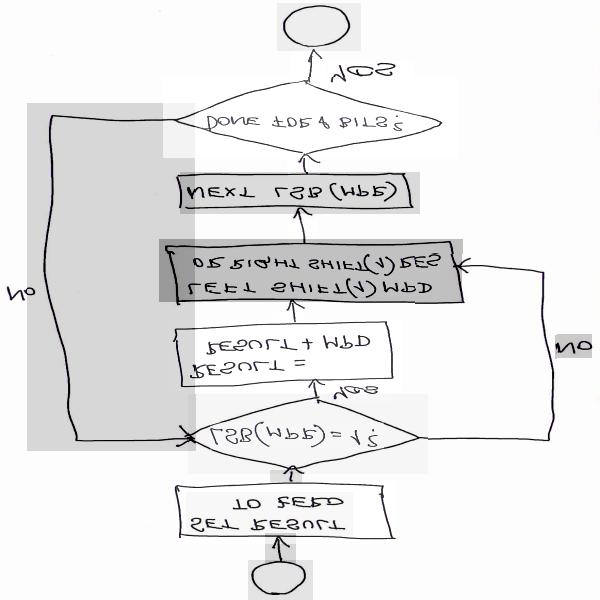 SET RESULT
TO ZERO
LSB(MPR) = 1?
Yes
RESULT =
RESULT + MPD
NO
LEFT SHIFT(1) MPD
OR RIGHT SHIFT(1) RES
NO
NEXT LSB(MPR)
DONE FOR 4 BITS?
YES